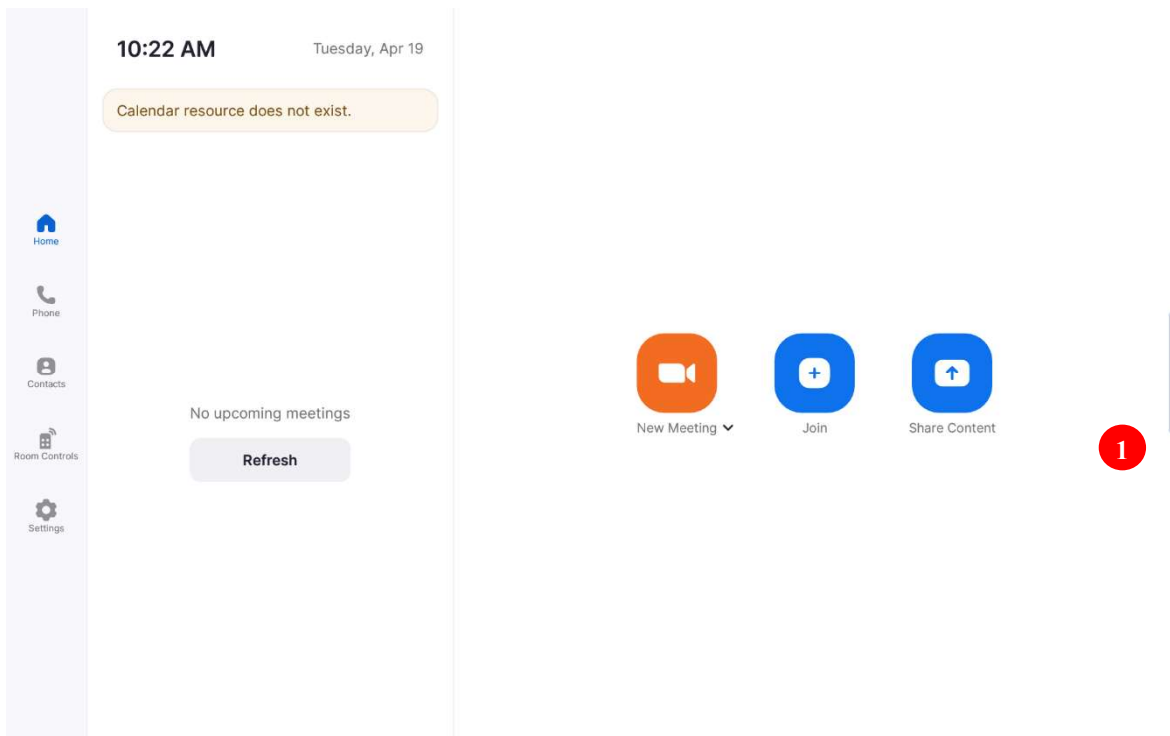 10:22 AM
Tuesday, Apr 19
Calendar resource does not exist.
Home
Phone
Contacts
Room Controls
Settings
No upcoming meetings
Refresh
New Meeting
Join
Share Content
1